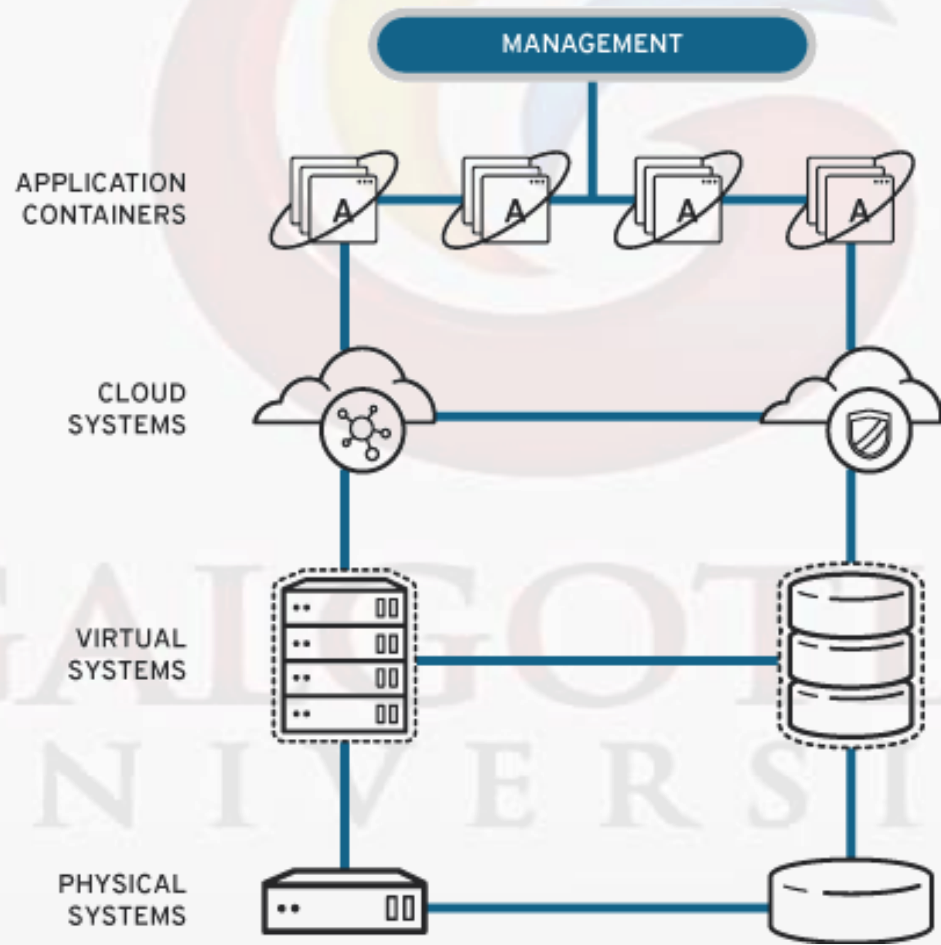 MANAGEMENT
APPLICATION
CONTAINERS
A A A A
CLOUD
SYSTEMS
VIRTUAL
SYSTEMS
PHYSICAL
SYSTEMS